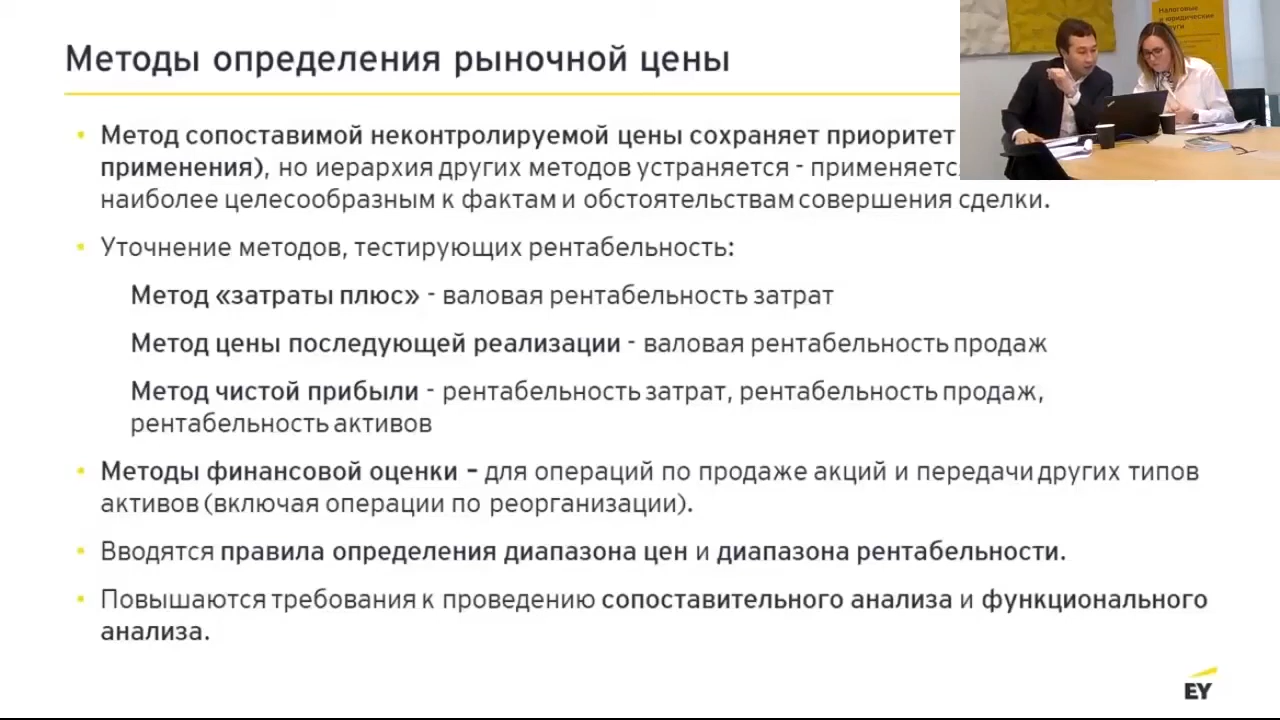 Методы определения рыночной цены
Налоговые
и юридические
услуги
Метод сопоставимой неконтролируемой цены сохраняет приоритет
применения), но иерархия других методов устраняется - применяется
наиболее целесообразным к фактам и обстоятельствам совершения сделки.
Уточнение методов, тестирующих рентабельность:
Метод «затраты плюс» - валовая рентабельность затрат
Метод цены последующей реализации - валовая рентабельность продаж
Метод чистой прибыли - рентабельность затрат, рентабельность продаж,
рентабельность активов
Методы финансовой оценки – для операций по продаже акций и передачи других типов
активов (включая операции по реорганизации).
Вводятся правила определения диапазона цен и диапазона рентабельности.
Повышаются требования к проведению сопоставительного анализа и функционального
анализа.
EY